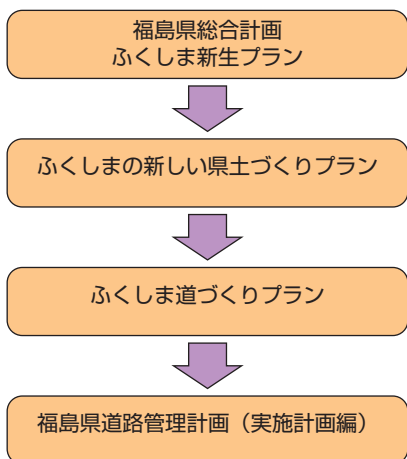 福島県総合計画
ふくしま新生プラン
ふくしまの新しい県土づくりプラン
ふくしま道づくりプラン
福島県道路管理計画（実施計画編）